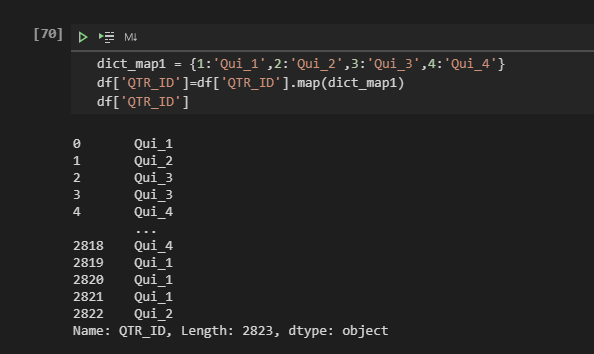 [70]
M↓
dict_map1 = {1:'Qui_1',2:'Qui_2',3:'Qui_3',4:'Qui_4'}
df['QTR_ID']=df['QTR_ID'].map(dict_map1)
df['QTR_ID']
0       Qui_1
1       Qui_2
2       Qui_3
3       Qui_3
4       Qui_4
...
2818    Qui_4
2819    Qui_1
2820    Qui_1
2821    Qui_1
2822    Qui_2
Name: QTR_ID, Length: 2823, dtype: object